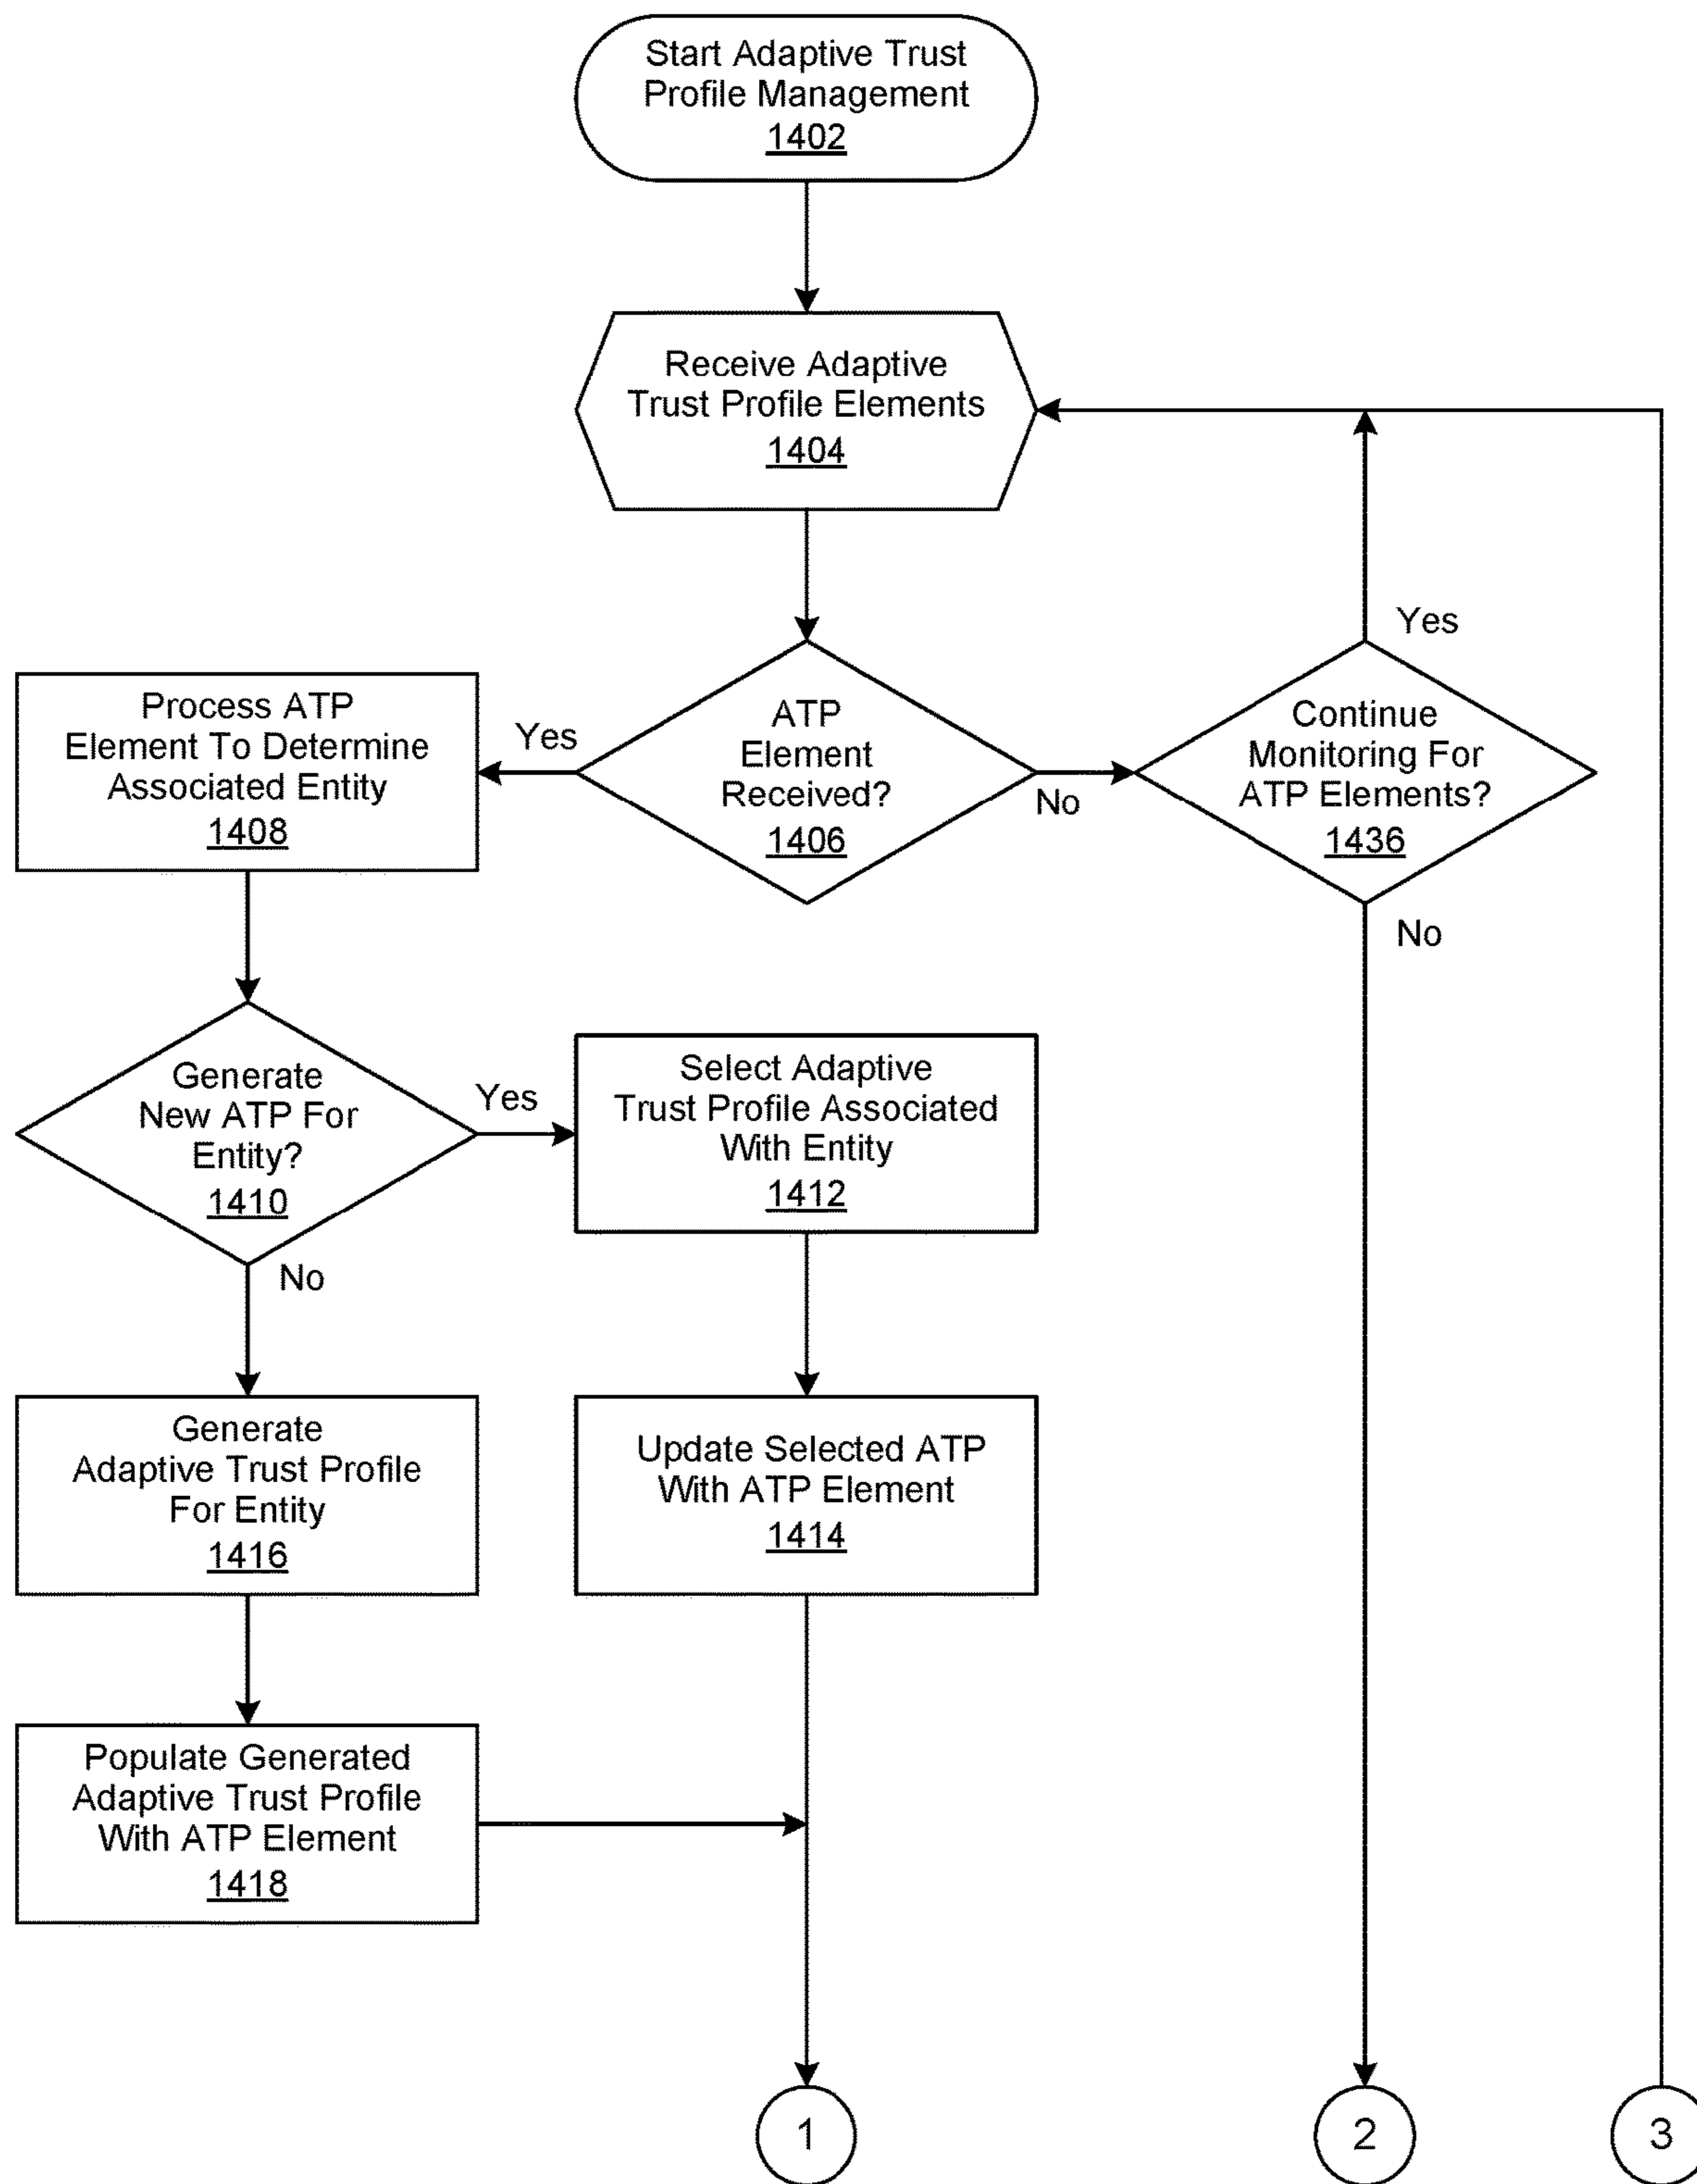 Start Adaptive Trust
Profile Management
1402
Receive Adaptive
Trust Profile Elements
1404
Yes
Process ATP
Element To Determine
Associated Entity
1408
Yes
ATP
Element
Received?
1406
No
Continue
Monitoring For
ATP Elements?
1436
No
Generate
New ATP For
Entity?
1410
Yes
Select Adaptive
Trust Profile Associated
With Entity
1412
No
Generate
Adaptive Trust Profile
For Entity
1416
Update Selected ATP
With ATP Element
1414
Populate Generated
Adaptive Trust Profile
With ATP Element
1418
1
2
3